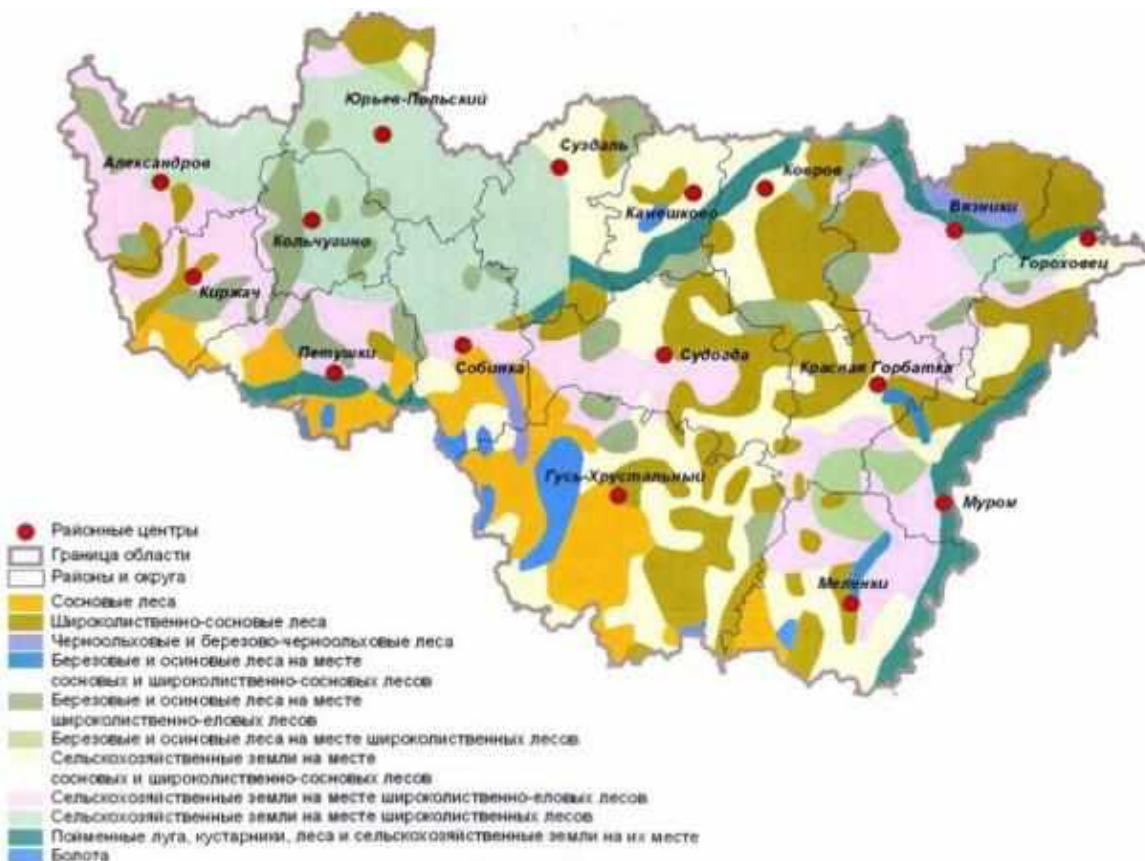 Юрьев-Польский
Суздаль
Александров
Ковров
Камешково
Вязники
Кольчугино
Гороховец
Киржач
Петушки
Собинка
Судогда
Красная Горбатка
Гусь-Хрустальный
Муром
Меленки
Районные центры
Граница области
Районы и округа
Сосновые леса
Широколиственно-сосновые леса
Черноольховые и березово-черноольховые леса
Березовые и осиновые леса на месте
сосновых и широколиственно-сосновых лесов
Березовые и осиновые леса на месте
широколиственно-еловых лесов
Березовые и осиновые леса на месте широколиственных лесов
Сельскохозяйственные земли на месте
сосновых и широколиственно-сосновых лесов
Сельскохозяйственные земли на месте широколиственно-еловых лесов
Сельскохозяйственные земли на месте широколиственных лесов
Пойменные луга, кустарники, леса и сельскохозяйственные земли на их месте
Болота